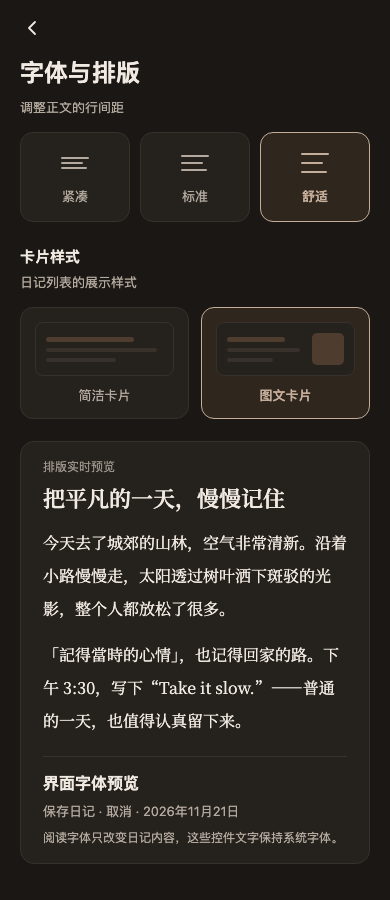 字体与排版
调整正文的行间距
紧凑
标准
舒适
卡片样式
日记列表的展示样式
简洁卡片
图文卡片
排版实时预览
把平凡的一天，慢慢记住
今天去了城郊的山林，空气非常清新。沿着
小路慢慢走，太阳透过树叶洒下斑驳的光
影，整个人都放松了很多。
「記得當時的心情」，也记得回家的路。下
午 3:30，写下“Take it slow.”——普通
的一天，也值得认真留下来。
界面字体预览
保存日记 · 取消 · 2026年11月21日
阅读字体只改变日记内容，这些控件文字保持系统字体。